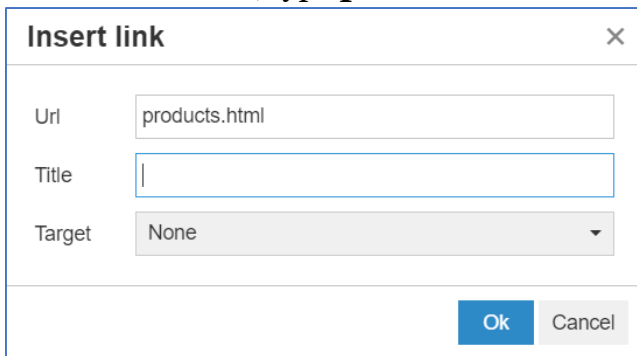 Insert link
Url products.html
Title
Target None
Ok Cancel